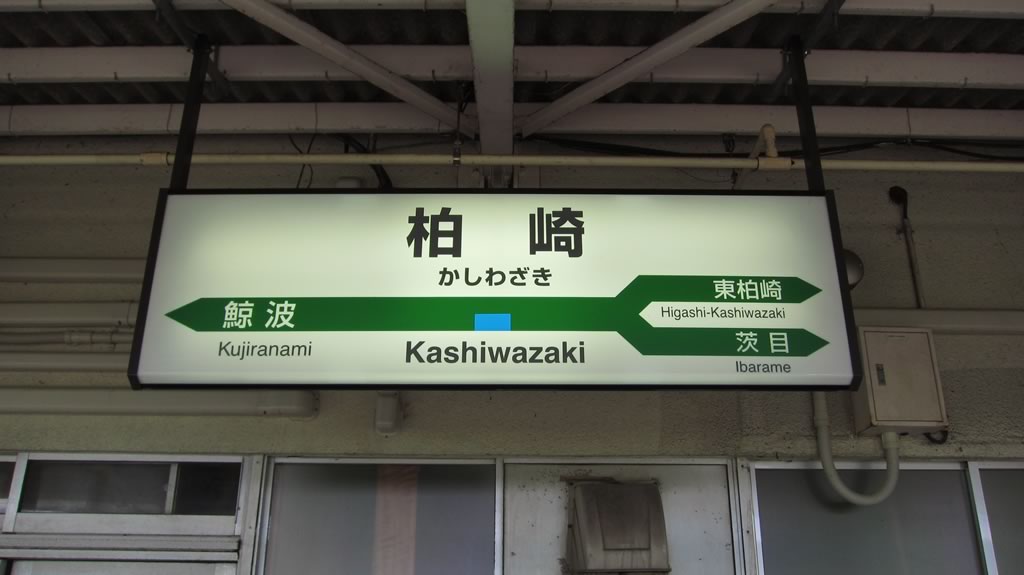 柏崎
かしわざき
東柏崎
Higashi-Kashiwazaki
鯨波
Kujiranami
Kashiwazaki
茨目
Ibarame